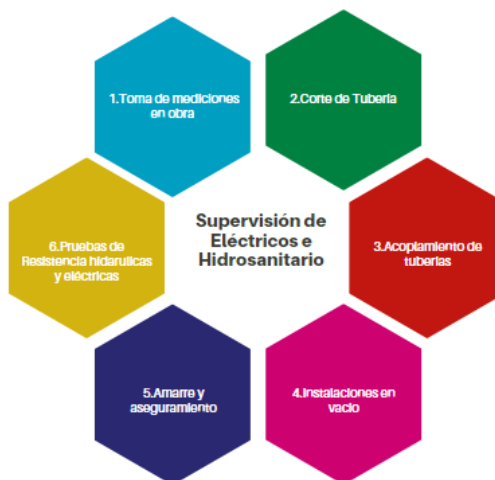 1.Toma de mediciones
en obra
2.Corte de Tubería
Supervisión de
Eléctricos e
Hidrosanitario
3.Acoplamiento de
tuberías
4.Instalaciones en
vacío
5.Amarre y
aseguramiento
6.Pruebas de
Resistencia hidarulicas
y eléctricas